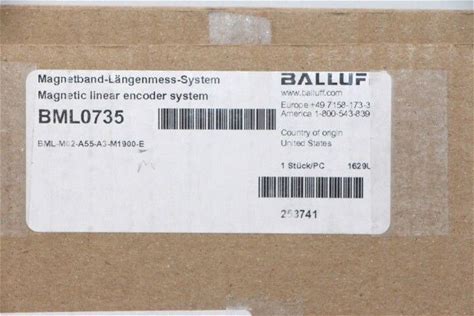 Magnetband-Längenmess-System
Magnetic linear encoder system
BML0735
BML-M02-A55-A3-M1900-E
BALLUFF
www.balluff.com
Europe +49 7158-173-3
America 1-800-543-839
Country of origin
United States
1 Stück/PC 1629L
253741